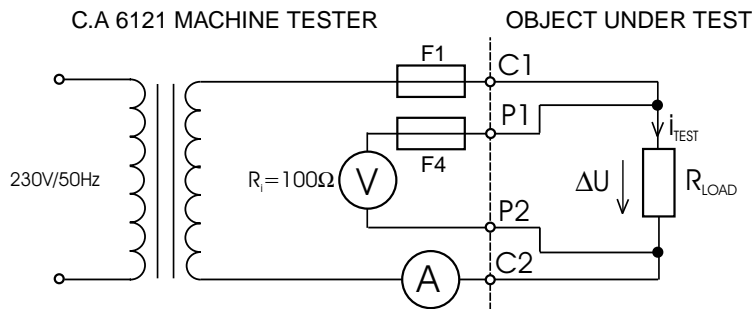 C.A 6121 MACHINE TESTER
OBJECT UNDER TEST
F1
C1
P1
iTEST
F4
230V/50Hz
Ri=100Ω
V
ΔU
RLOAD
P2
C2
A